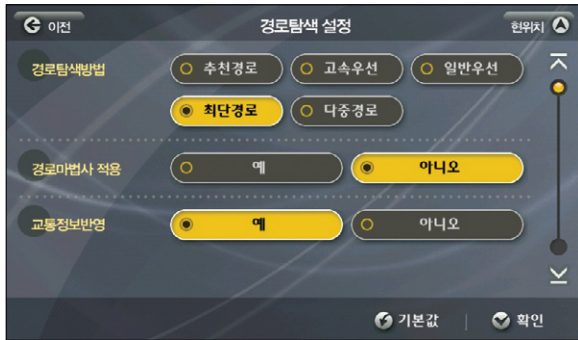 이전 경로탐색 설정 현위치
경로탐색방법 추천경로 고속우선 일반우선
최단경로 다중경로
경로마법사 적용 예 아니오
교통정보반영 예 아니오
기본값 확인